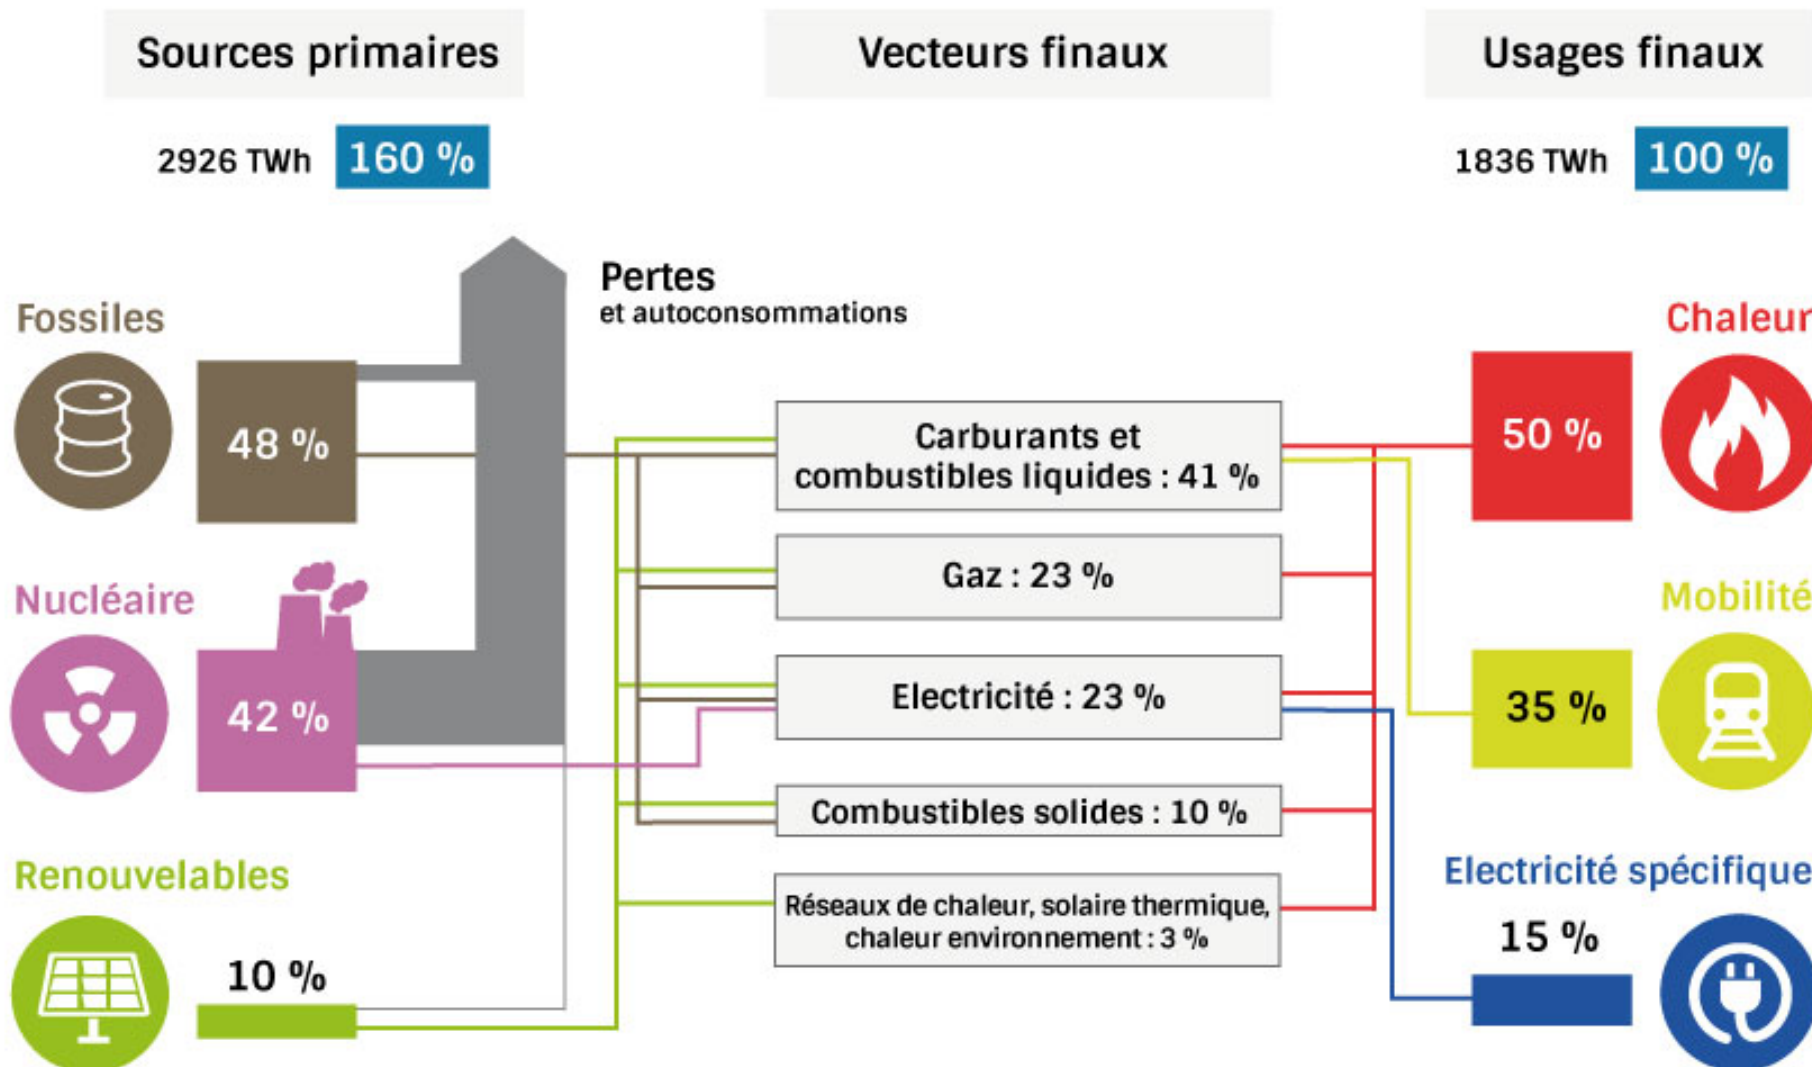 Sources primaires
Vecteurs finaux
Usages finaux
2926 TWh 160 %
1836 TWh 100 %
Pertes
et autoconsommations
Fossiles
48 %
Nucléaire
42 %
Renouvelables
10 %
Carburants et
combustibles liquides : 41 %
Gaz : 23 %
Electricité : 23 %
Combustibles solides : 10 %
Réseaux de chaleur, solaire thermique,
chaleur environnement : 3 %
Chaleur
50 %
Mobilité
35 %
Electricité spécifique
15 %